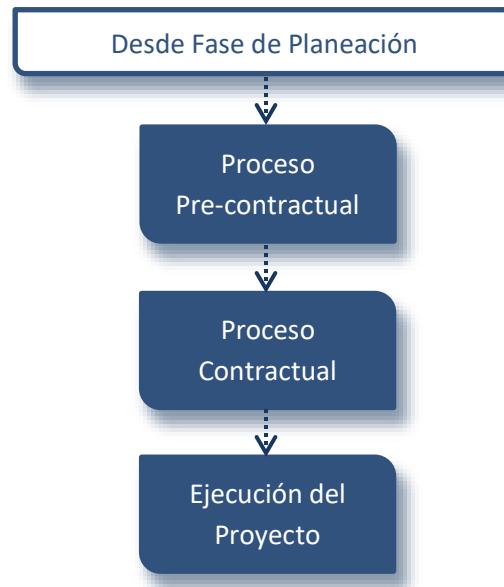 Desde Fase de Planeación
Proceso
Pre-contractual
Proceso
Contractual
Ejecución del
Proyecto